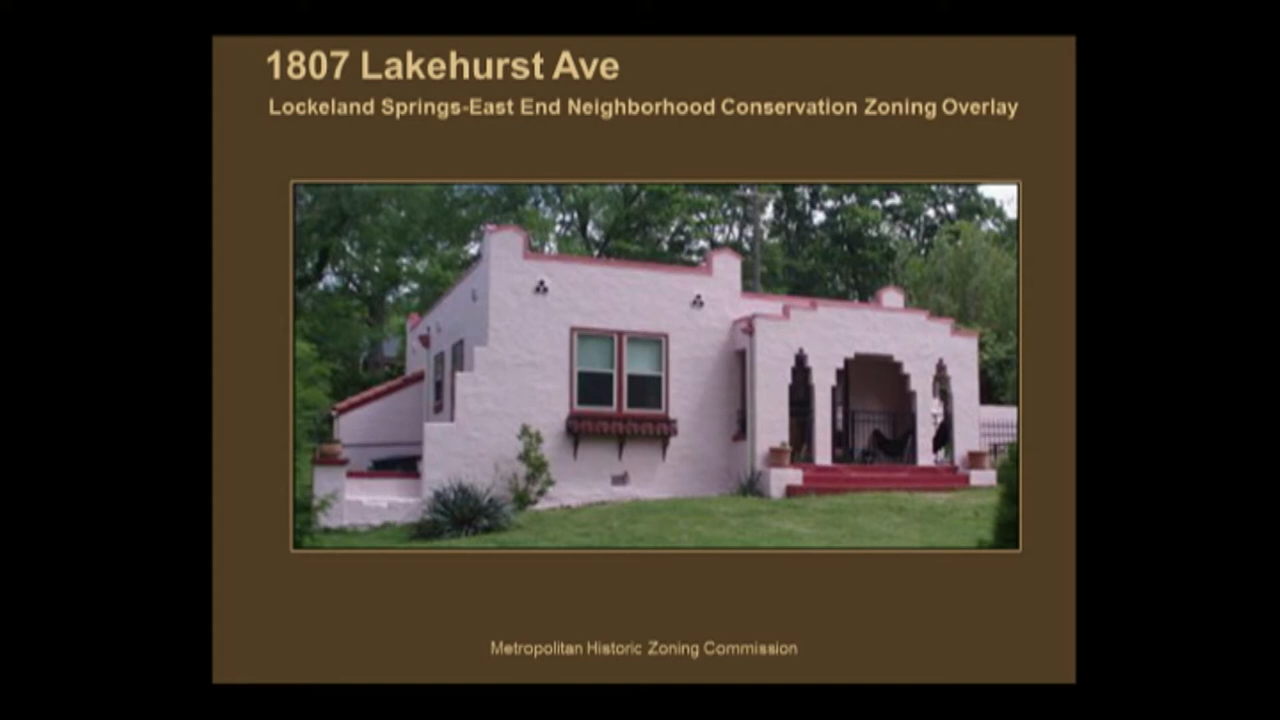 1807 Lakehurst Ave
Lockeland Springs-East End Neighborhood Conservation Zoning Overlay
Metropolitan Historic Zoning Commission